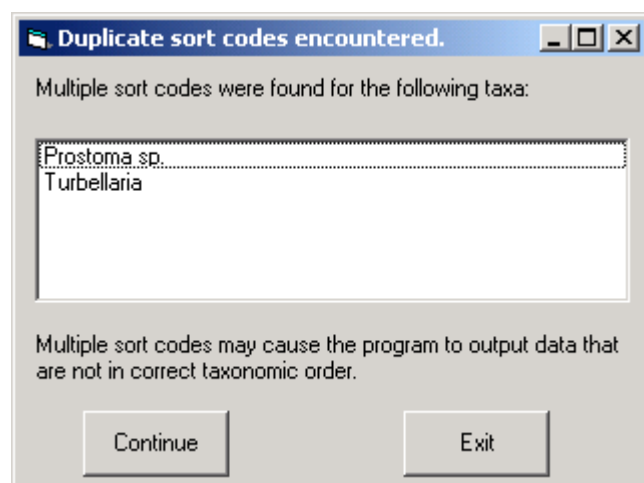 Duplicate sort codes encountered.
Multiple sort codes were found for the following taxa:
Prostoma sp.
Turbellaria
Multiple sort codes may cause the program to output data that
are not in correct taxonomic order.
Continue
Exit